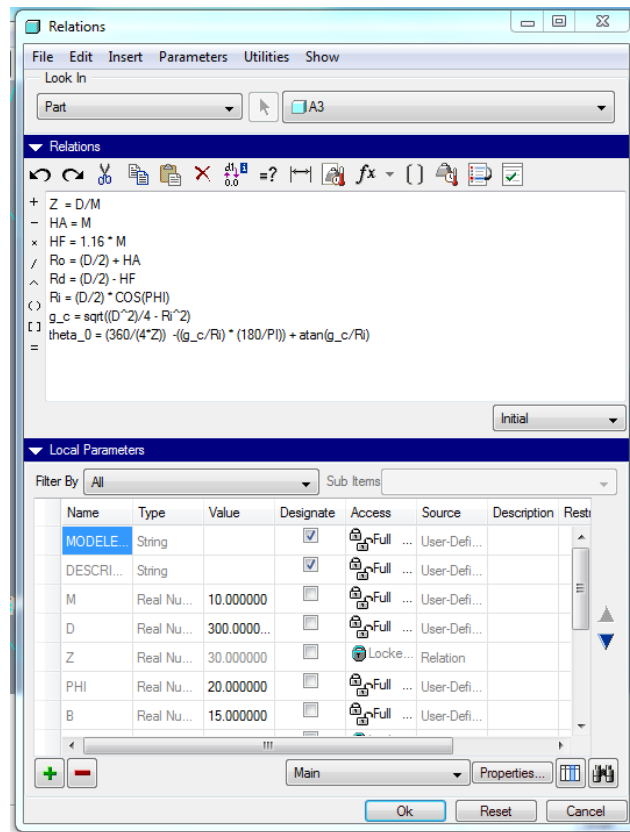 Relations
File Edit Insert Parameters Utilities Show
Look In
Part A3
Relations
+ Z = D/M
− HA = M
× HF = 1.16 * M
/ Ro = (D/2) + HA
^ Rd = (D/2) - HF
() Ri = (D/2) * COS(PHI)
[] g_c = sqrt((D^2)/4 - Ri^2)
= theta_0 = (360/(4*Z)) -((g_c/Ri) * (180/PI)) + atan(g_c/Ri)
Initial
Local Parameters
Filter By All Sub Items
Name Type Value Designate Access Source Description Restr
MODELE... String Full ... User-Defi...
DESCRI... String Full ... User-Defi...
M Real Nu... 10.000000 Full ... User-Defi...
D Real Nu... 300.0000... Full ... User-Defi...
Z Real Nu... 30.000000 Locke... Relation
PHI Real Nu... 20.000000 Full ... User-Defi...
B Real Nu... 15.000000 Full ... User-Defi...
Main Properties...
Ok Reset Cancel